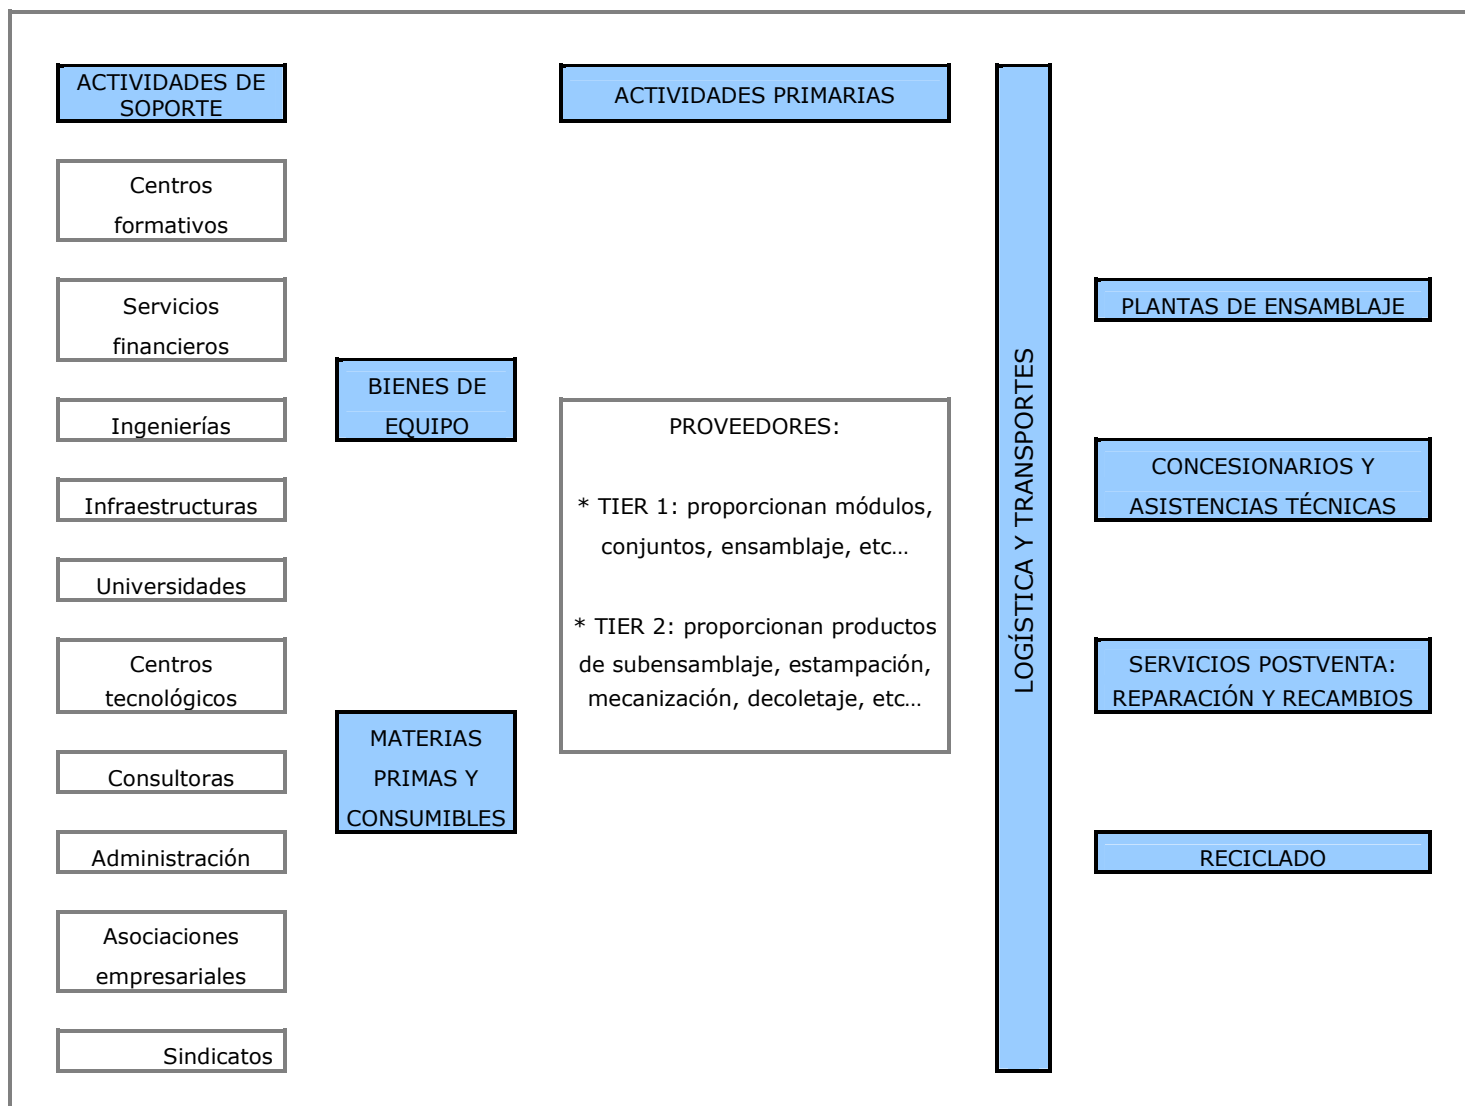 ACTIVIDADES DE
SOPORTE
Centros
formativos
Servicios
financieros
Ingenierías
Infraestructuras
Universidades
Centros
tecnológicos
Consultoras
Administración
Asociaciones
empresariales
Sindicatos
BIENES DE
EQUIPO
MATERIAS
PRIMAS Y
CONSUMIBLES
ACTIVIDADES PRIMARIAS
PROVEEDORES:
* TIER 1: proporcionan módulos,
conjuntos, ensamblaje, etc…
* TIER 2: proporcionan productos
de subensamblaje, estampación,
mecanización, decoletaje, etc…
LOGÍSTICA Y TRANSPORTES
PLANTAS DE ENSAMBLAJE
CONCESIONARIOS Y
ASISTENCIAS TÉCNICAS
SERVICIOS POSTVENTA:
REPARACIÓN Y RECAMBIOS
RECICLADO